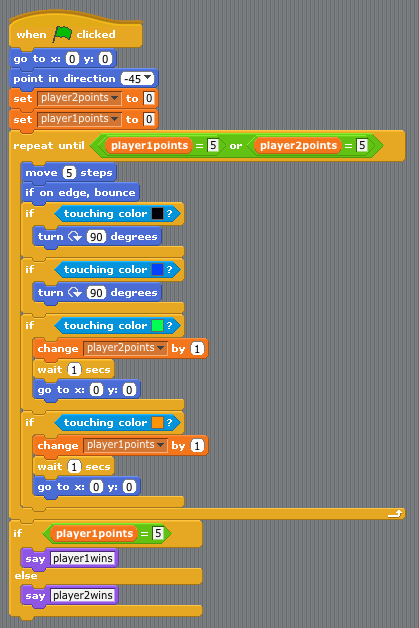 when clicked
go to x: 0 y: 0
point in direction -45
set player2points to 0
set player1points to 0
repeat until player1points = 5 or player2points = 5
move 5 steps
if on edge, bounce
if touching color ?
turn 90 degrees
if touching color ?
turn 90 degrees
if touching color ?
change player2points by 1
wait 1 secs
go to x: 0 y: 0
if touching color ?
change player1points by 1
wait 1 secs
go to x: 0 y: 0
if player1points = 5
say player1wins
else
say player2wins